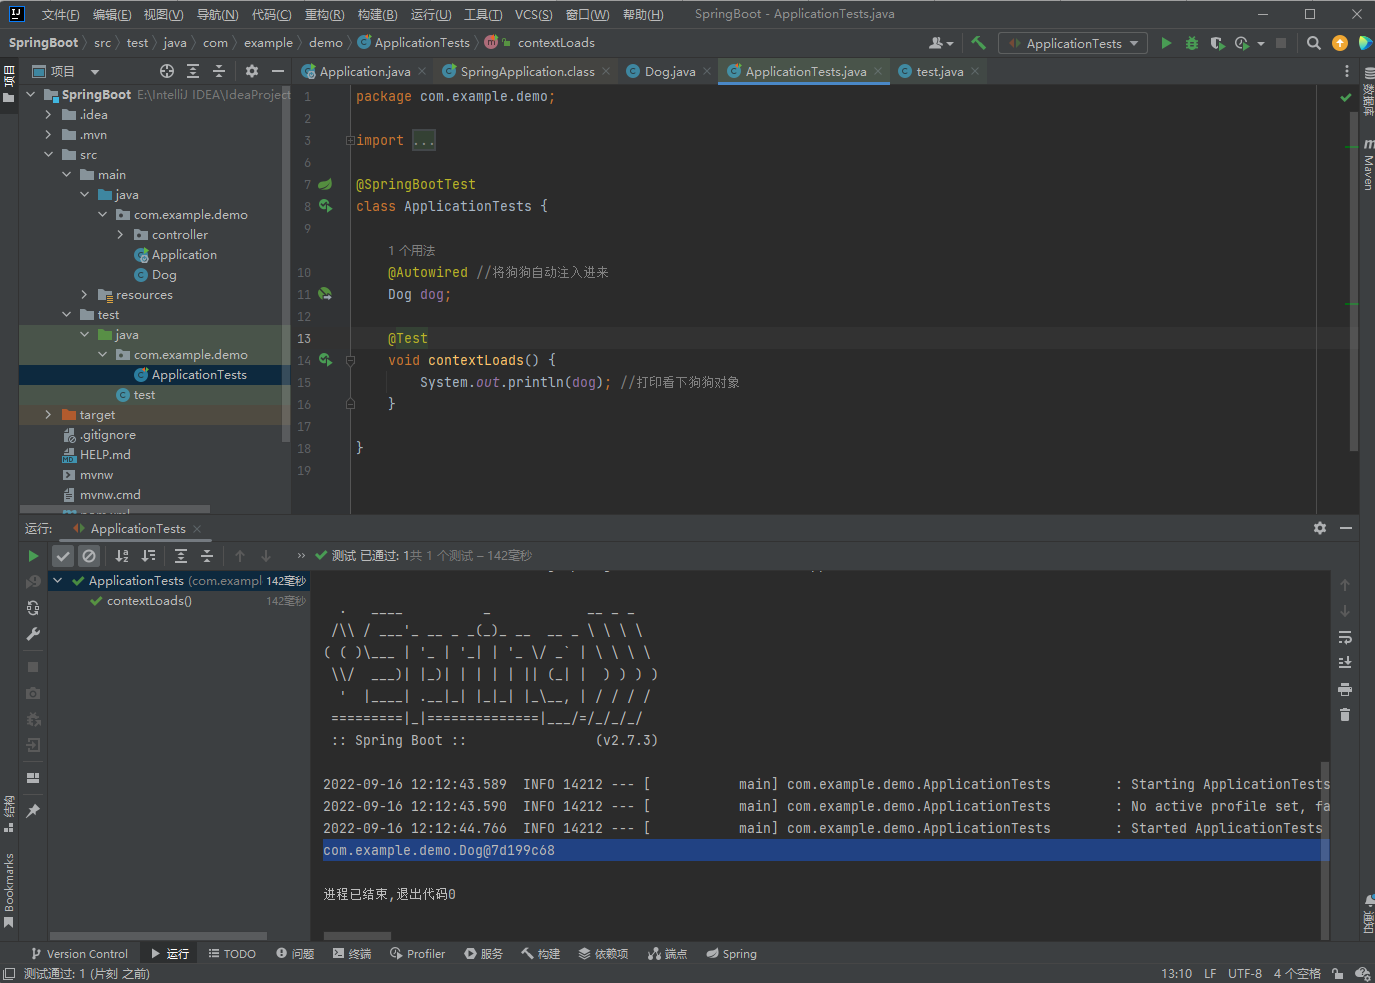 文件(F) 编辑(E) 视图(V) 导航(N) 代码(C) 重构(R) 构建(B) 运行(U) 工具(T) VCS(S) 窗口(W) 帮助(H) SpringBoot - ApplicationTests.java
SpringBoot src test java com example demo ApplicationTests contextLoads ApplicationTests
项目
项目
Application.java SpringApplication.class Dog.java ApplicationTests.java test.java
SpringBoot E:\IntelliJ IDEA\IdeaProject
.idea
.mvn
src
main
java
com.example.demo
controller
Application
Dog
resources
test
java
com.example.demo
ApplicationTests
test
target
.gitignore
HELP.md
mvnw
mvnw.cmd
1 package com.example.demo;
2
3 import ...
6
7 @SpringBootTest
8 class ApplicationTests {
9
1 个用法
10 @Autowired //将狗狗自动注入进来
11 Dog dog;
12
13 @Test
14 void contextLoads() {
15 System.out.println(dog); //打印看下狗狗对象
16 }
17
18 }
19
数据库
Maven
运行: ApplicationTests
测试 已通过: 1共 1 个测试 – 142毫秒
ApplicationTests (com.exampl 142毫秒
contextLoads() 142毫秒
  .   ____          _            __ _ _
 /\\ / ___'_ __ _ _(_)_ __  __ _ \ \ \ \
( ( )\___ | '_ | '_| | '_ \/ _` | \ \ \ \
 \\/  ___)| |_)| | | | | || (_| |  ) ) ) )
  '  |____| .__|_| |_|_| |_\__, | / / / /
 =========|_|==============|___/=/_/_/_/
 :: Spring Boot ::                (v2.7.3)
2022-09-16 12:12:43.589 INFO 14212 --- [ main] com.example.demo.ApplicationTests : Starting ApplicationTests
2022-09-16 12:12:43.590 INFO 14212 --- [ main] com.example.demo.ApplicationTests : No active profile set, fa
2022-09-16 12:12:44.766 INFO 14212 --- [ main] com.example.demo.ApplicationTests : Started ApplicationTests
com.example.demo.Dog@7d199c68
进程已结束,退出代码0
结构
Bookmarks
通知
Version Control 运行 TODO 问题 终端 Profiler 服务 构建 依赖项 端点 Spring
测试通过: 1 (片刻 之前) 13:10 LF UTF-8 4 个空格